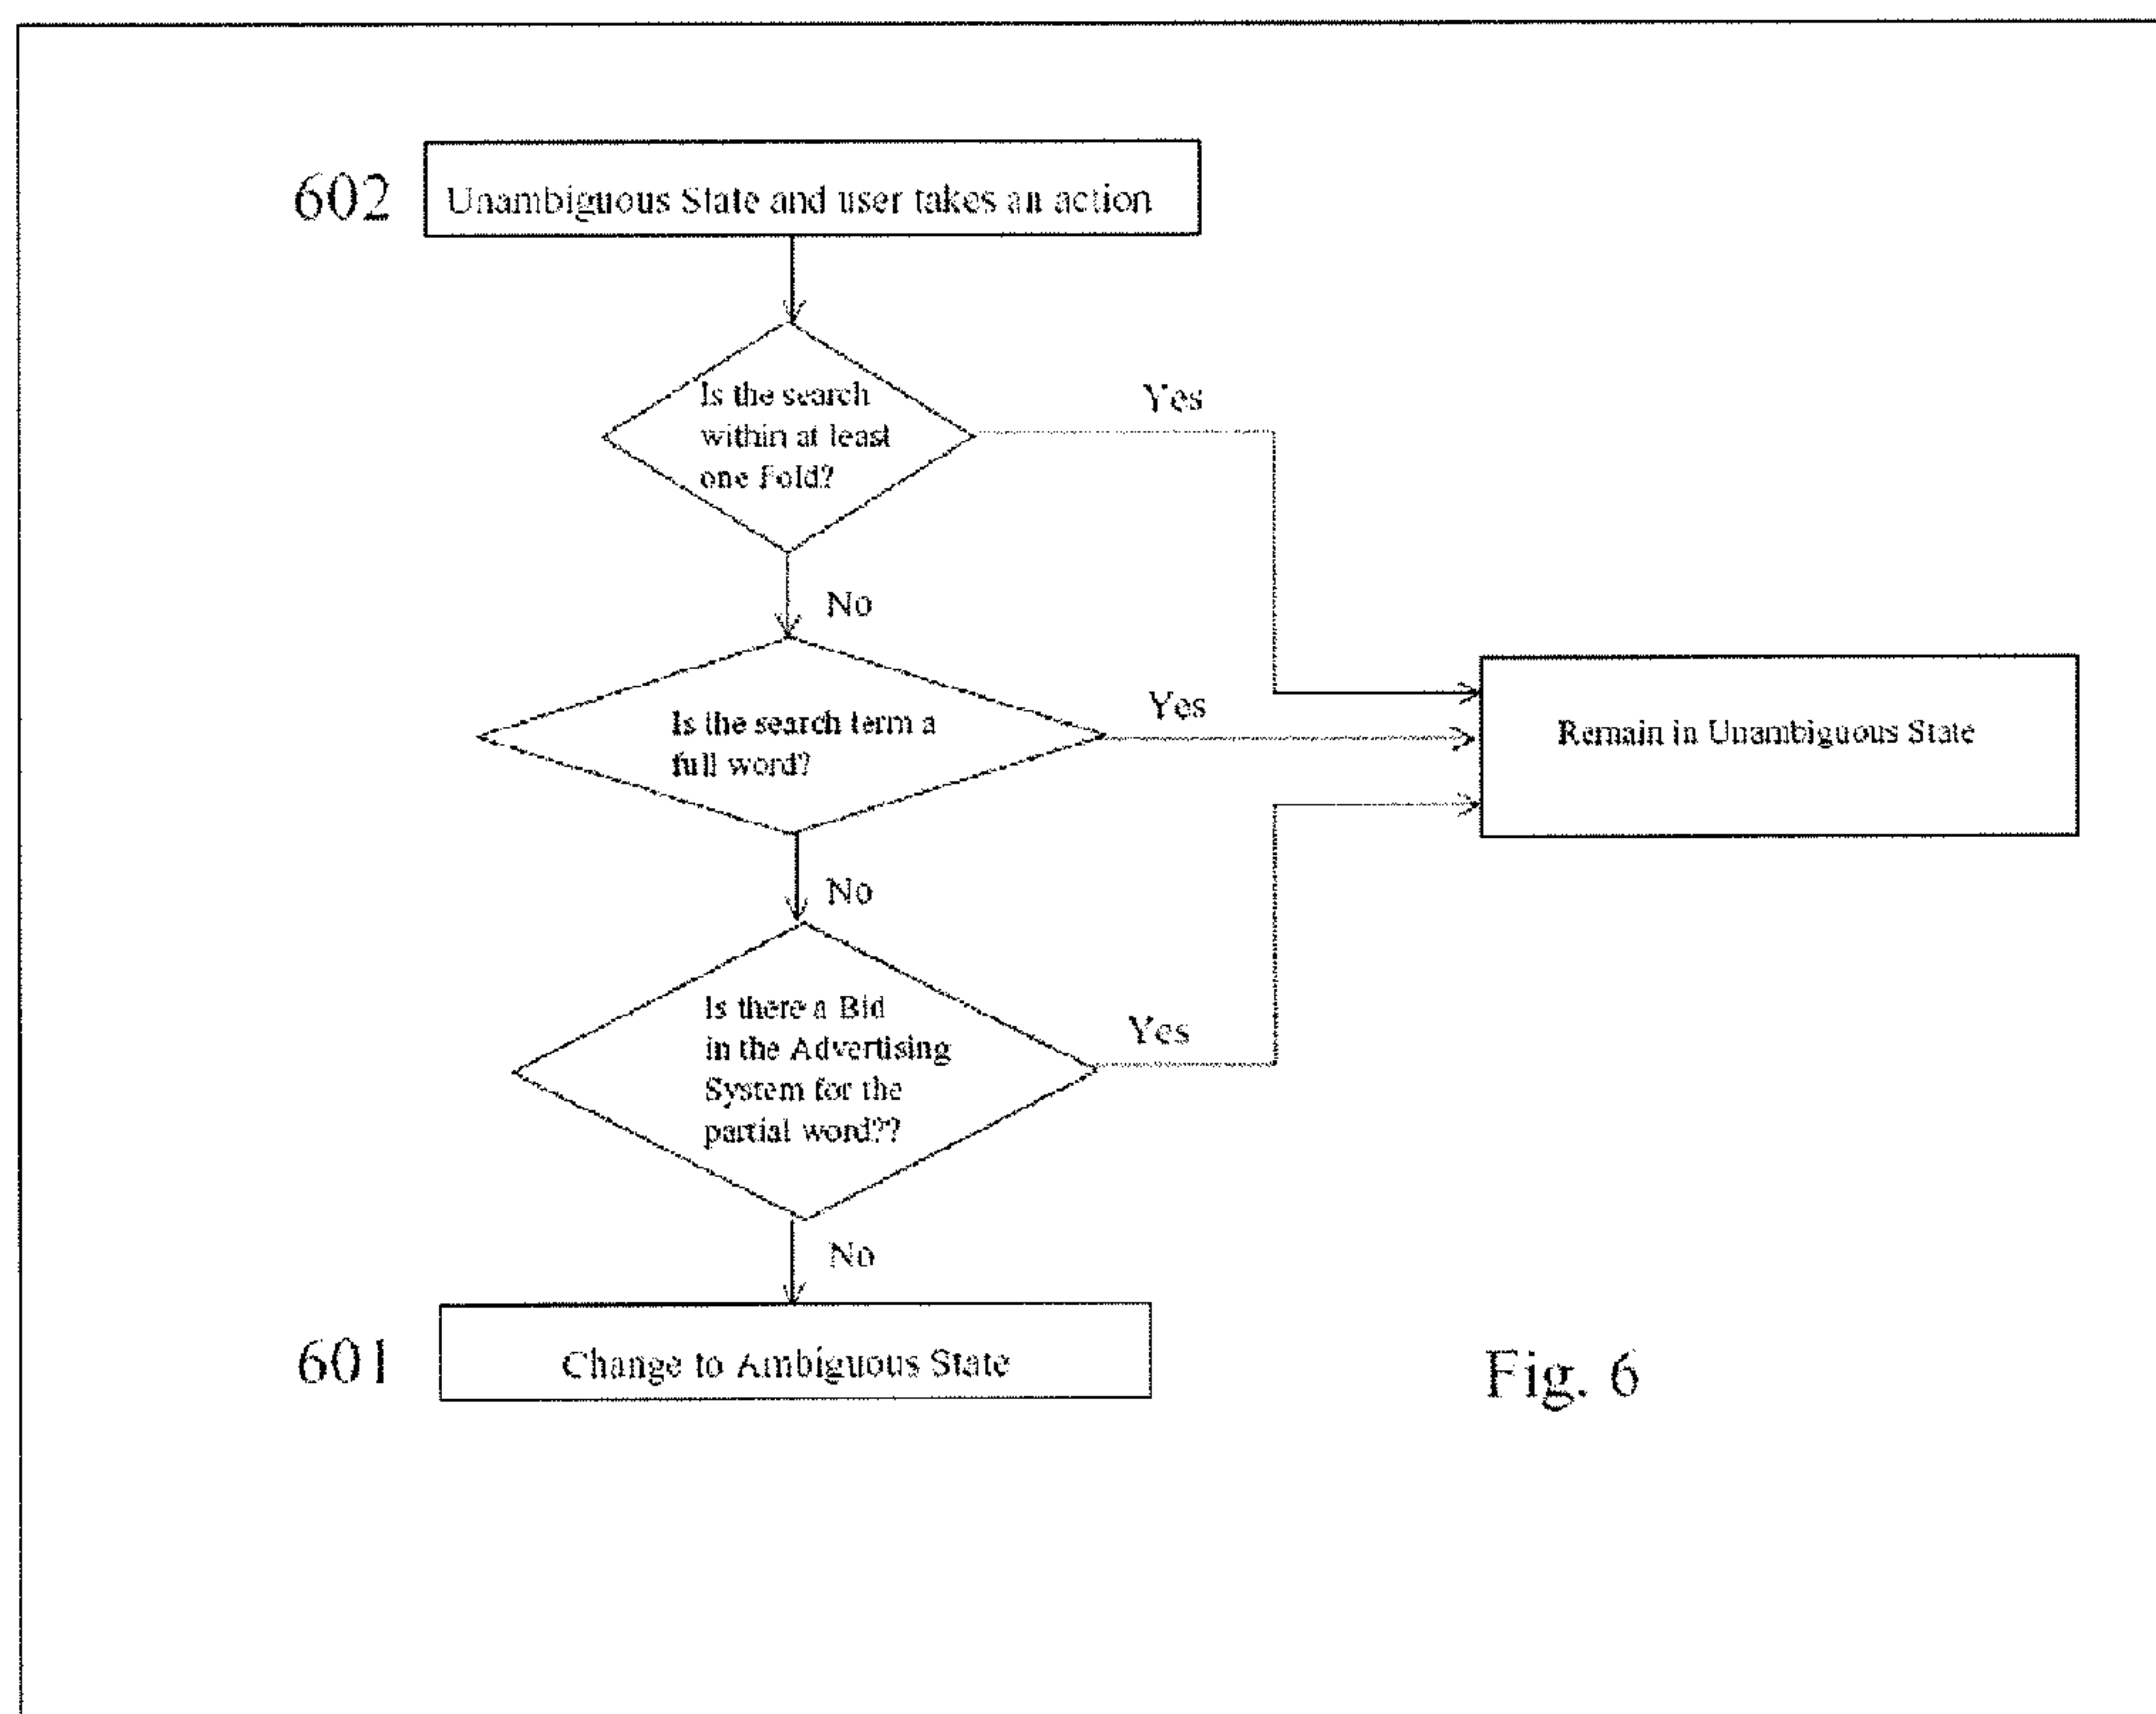 602
Unambiguous State and user takes an action
Is the search
within at least
one Fold?
Yes
No
Is the search term a
full word?
Yes
Remain in Unambiguous State
No
Is there a Bid
in the Advertising
System for the
partial word??
Yes
No
601
Change to Ambiguous State
Fig. 6